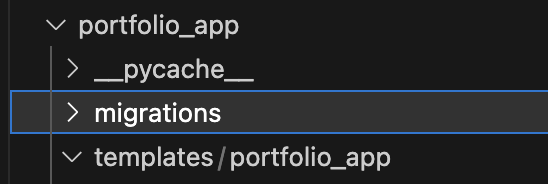 portfolio_app
__pycache__
migrations
templates/portfolio_app